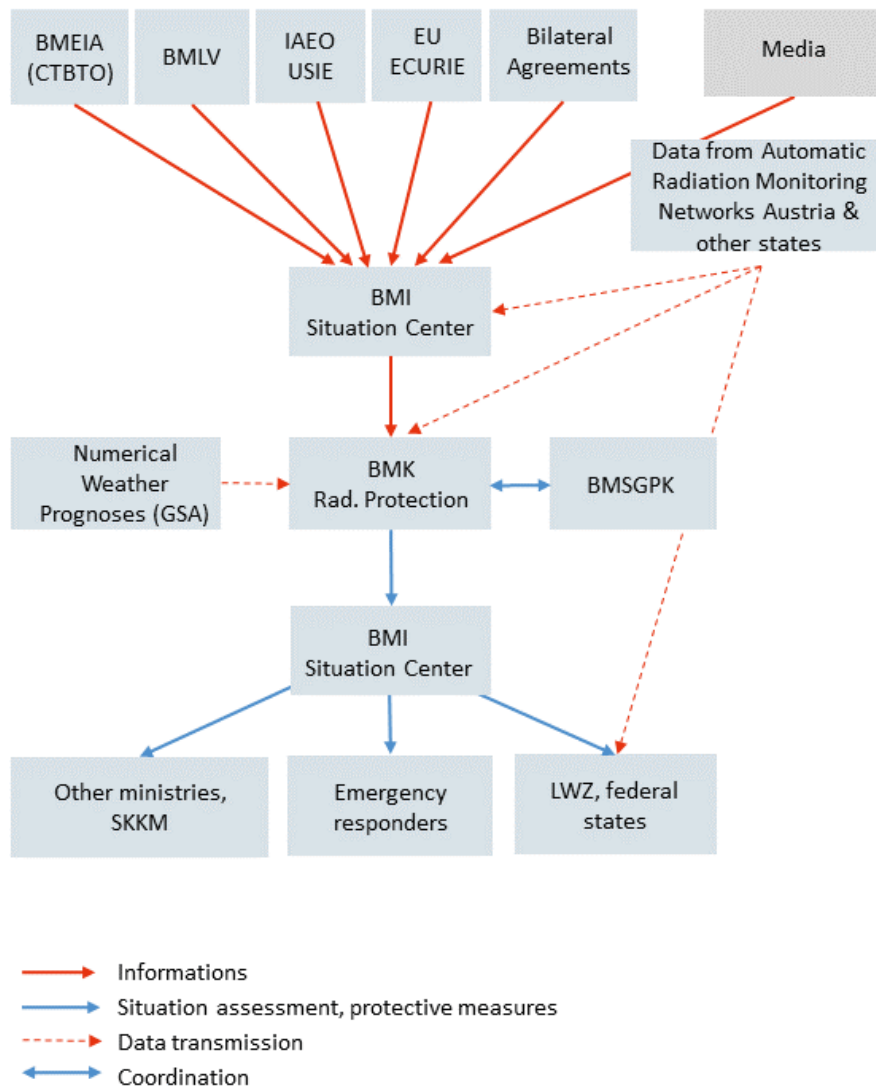 BMEIA
(CTBTO)
BMLV
IAEO
USIE
EU
ECURIE
Bilateral
Agreements
Media
Data from Automatic
Radiation Monitoring
Networks Austria &
other states
BMI
Situation Center
Numerical
Weather
Prognoses (GSA)
BMK
Rad. Protection
BMSGPK
BMI
Situation Center
Other ministries,
SKKM
Emergency
responders
LWZ, federal
states
Informations
Situation assessment, protective measures
Data transmission
Coordination